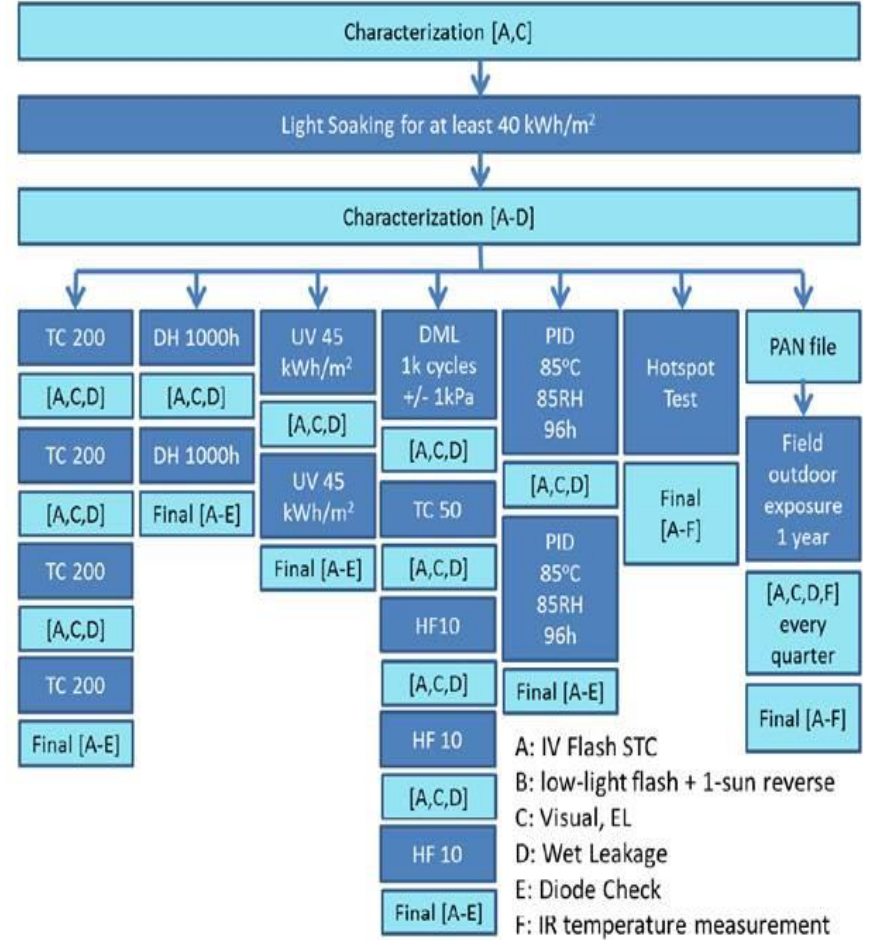 Characterization [A,C]
Light Soaking for at least 40 kWh/m²
Characterization [A-D]
TC 200
[A,C,D]
TC 200
[A,C,D]
TC 200
[A,C,D]
TC 200
Final [A-E]
DH 1000h
[A,C,D]
DH 1000h
Final [A-E]
UV 45
kWh/m²
[A,C,D]
UV 45
kWh/m²
Final [A-E]
DML
1k cycles
+/- 1kPa
[A,C,D]
TC 50
[A,C,D]
HF10
[A,C,D]
HF 10
[A,C,D]
HF 10
Final [A-E]
PID
85°C
85RH
96h
[A,C,D]
PID
85°C
85RH
96h
Final [A-E]
Hotspot
Test
Final
[A-F]
PAN file
Field
outdoor
exposure
1 year
[A,C,D,F]
every
quarter
Final [A-F]
A: IV Flash STC
B: low-light flash + 1-sun reverse
C: Visual, EL
D: Wet Leakage
E: Diode Check
F: IR temperature measurement